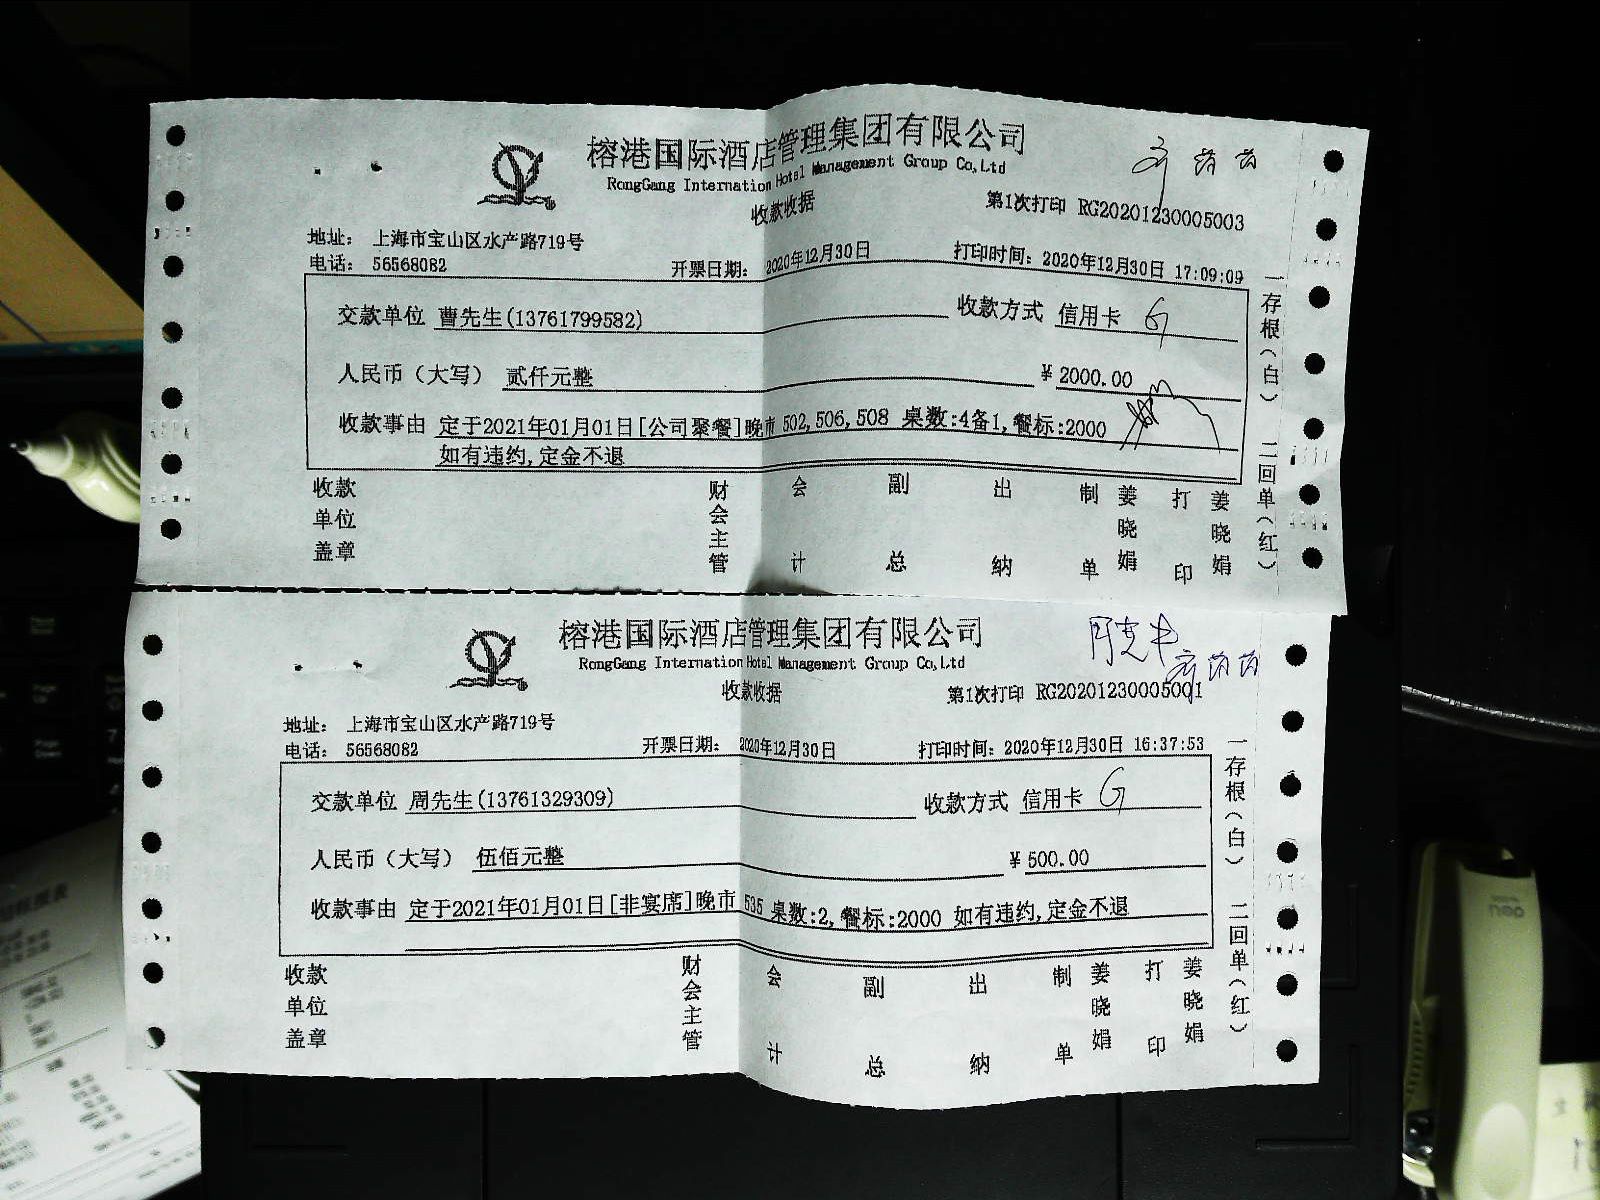 榕港国际酒店管理集团有限公司
RongGang Internation Hotel Management Group Co,Ltd
收款收据
第1次打印 RG20201230005003
地址： 上海市宝山区水产路719号
电话： 56568082
开票日期： 2020年12月30日
打印时间： 2020年12月30日 17:09:09
交款单位 曹先生(13761799582)
收款方式 信用卡 G
人民币（大写） 贰仟元整
¥ 2000.00
收款事由 定于2021年01月01日[公司聚餐]晚市 502,506,508 桌数:4备1,餐标:2000
如有违约,定金不退
收款单位盖章
财会主管
会计
副总
出纳
制单
姜晓娟
打印
姜晓娟
一存根（白） 二回单（红）
榕港国际酒店管理集团有限公司
RongGang Internation Hotel Management Group Co,Ltd
收款收据
第1次打印 RG20201230005001
地址： 上海市宝山区水产路719号
电话： 56568082
开票日期： 2020年12月30日
打印时间： 2020年12月30日 16:37:53
交款单位 周先生(13761329309)
收款方式 信用卡 G
人民币（大写） 伍佰元整
¥ 500.00
收款事由 定于2021年01月01日[非宴席]晚市 535 桌数:2,餐标:2000 如有违约,定金不退
收款单位盖章
财会主管
会计
副总
出纳
制单
姜晓娟
打印
姜晓娟
一存根（白） 二回单（红）
deli